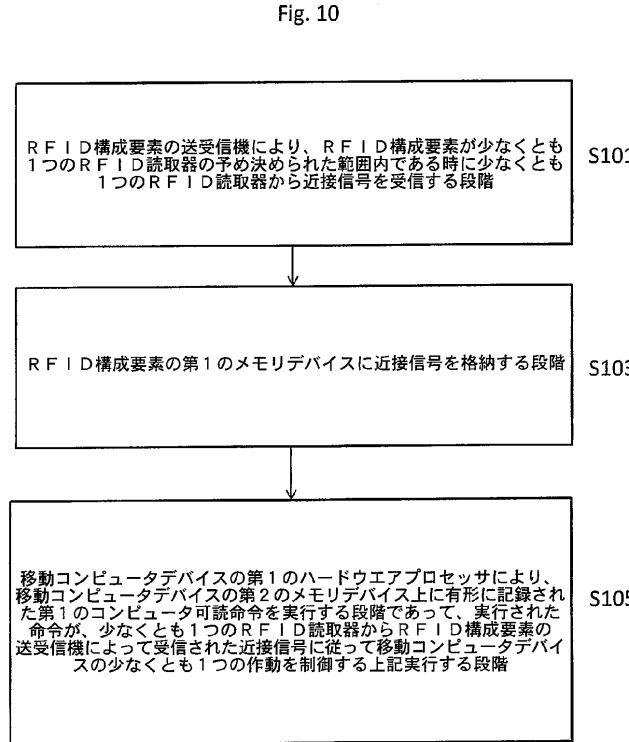 Fig. 10
RFID構成要素の送受信機により、RFID構成要素が少なくとも
1つのRFID読取器の予め決められた範囲内である時に少なくとも
1つのRFID読取器から近接信号を受信する段階
S101
RFID構成要素の第1のメモリデバイスに近接信号を格納する段階
S103
移動コンピュータデバイスの第1のハードウエアプロセッサにより、
移動コンピュータデバイスの第2のメモリデバイス上に有形に記録され
た第1のコンピュータ可読命令を実行する段階であって、実行された
命令が、少なくとも1つのRFID読取器からRFID構成要素の
送受信機によって受信された近接信号に従って移動コンピュータデバイ
スの少なくとも1つの作動を制御する上記実行する段階
S105